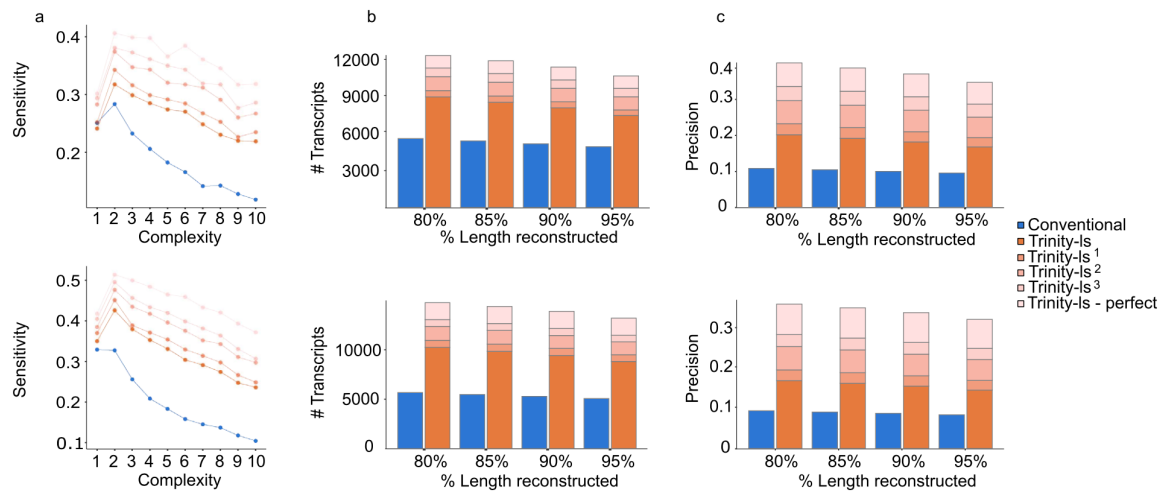 a
b
c
Sensitivity
0.4
0.3
0.2
1 2 3 4 5 6 7 8 9 10
Complexity
# Transcripts
12000
9000
6000
3000
80% 85% 90% 95%
% Length reconstructed
Precision
0.4
0.3
0.2
0.1
0
80% 85% 90% 95%
% Length reconstructed
Conventional
Trinity-ls
Trinity-ls 1
Trinity-ls 2
Trinity-ls 3
Trinity-ls - perfect
Sensitivity
0.5
0.4
0.3
0.2
0.1
1 2 3 4 5 6 7 8 9 10
Complexity
# Transcripts
10000
5000
0
80% 85% 90% 95%
% Length reconstructed
Precision
0.3
0.2
0.1
0
80% 85% 90% 95%
% Length reconstructed